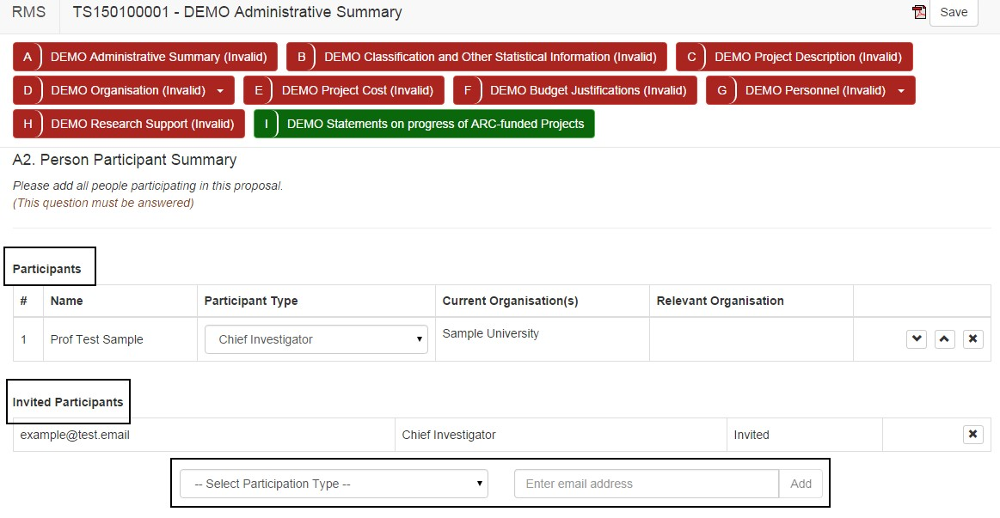 RMS TS150100001 - DEMO Administrative Summary Save
A DEMO Administrative Summary (Invalid) B DEMO Classification and Other Statistical Information (Invalid) C DEMO Project Description (Invalid)
D DEMO Organisation (Invalid) E DEMO Project Cost (Invalid) F DEMO Budget Justifications (Invalid) G DEMO Personnel (Invalid)
H DEMO Research Support (Invalid) I DEMO Statements on progress of ARC-funded Projects
A2. Person Participant Summary
Please add all people participating in this proposal.
(This question must be answered)
Participants
# Name Participant Type Current Organisation(s) Relevant Organisation
1 Prof Test Sample Chief Investigator Sample University
Invited Participants
example@test.email Chief Investigator Invited
-- Select Participation Type -- Enter email address Add